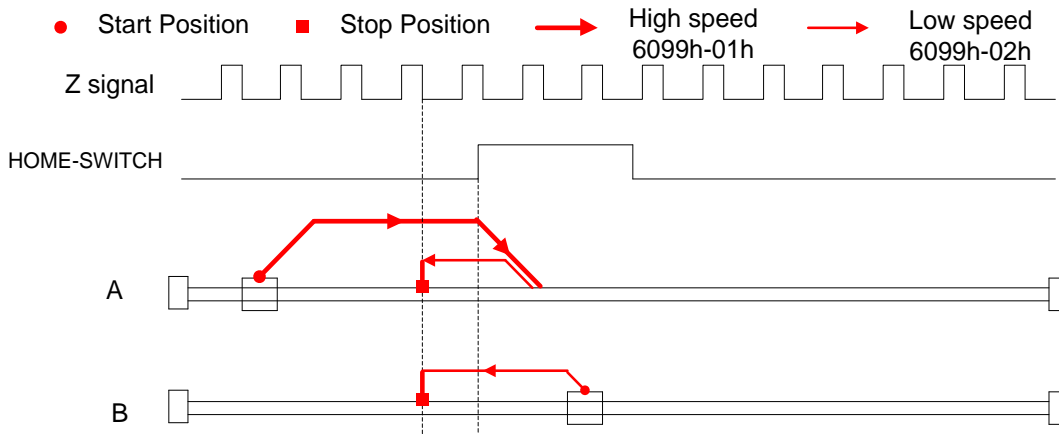 Start Position
Stop Position
High speed
6099h-01h
Low speed
6099h-02h
Z signal
HOME-SWITCH
A
B